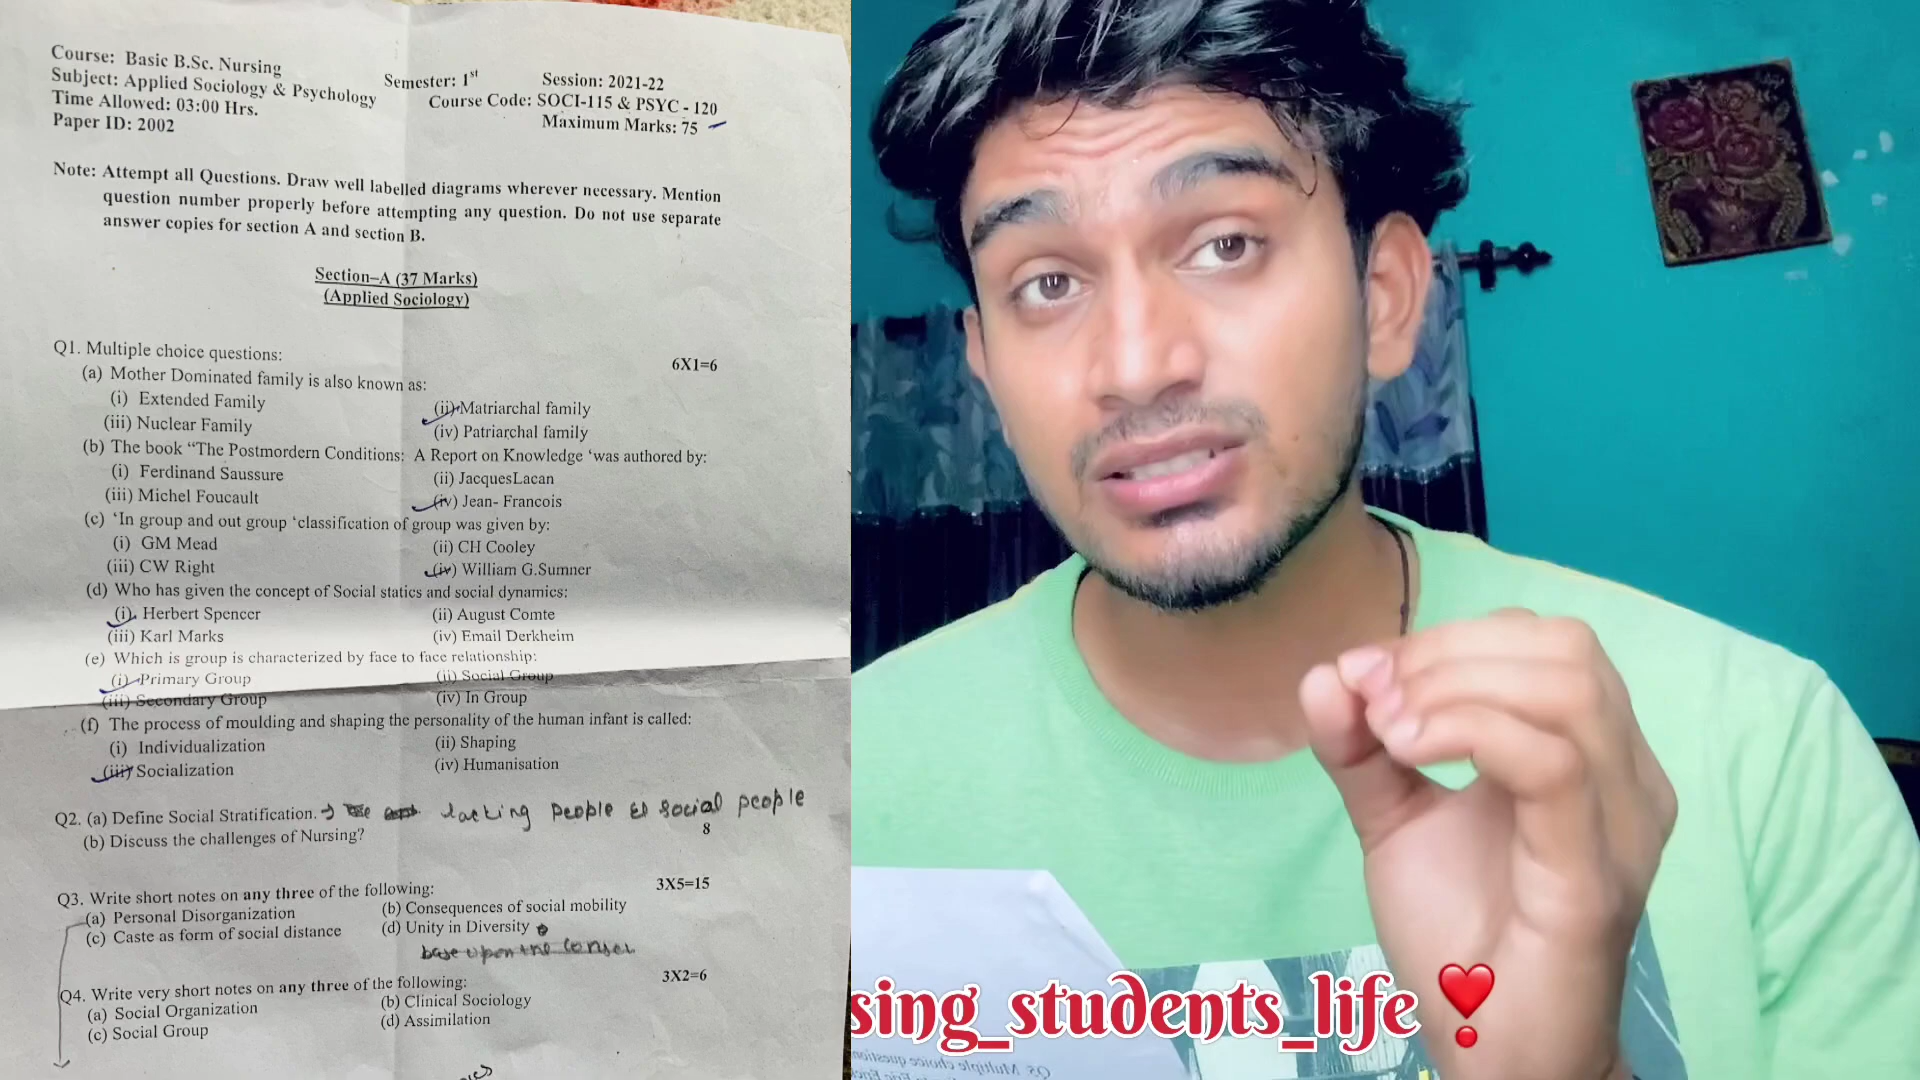 Course: Basic B.Sc. Nursing
Subject: Applied Sociology & Psychology
Time Allowed: 03:00 Hrs.
Paper ID: 2002
Semester: 1st
Session: 2021-22
Course Code: SOCI-115 & PSYC - 120
Maximum Marks: 75
Note: Attempt all Questions. Draw well labelled diagrams wherever necessary. Mention
question number properly before attempting any question. Do not use separate
answer copies for section A and section B.
Section–A (37 Marks)
(Applied Sociology)
Q1. Multiple choice questions: 6X1=6
(a) Mother Dominated family is also known as:
(i) Extended Family (ii) Matriarchal family
(iii) Nuclear Family (iv) Patriarchal family
(b) The book “The Postmordern Conditions: A Report on Knowledge ‘was authored by:
(i) Ferdinand Saussure (ii) JacquesLacan
(iii) Michel Foucault (iv) Jean- Francois
(c) ‘In group and out group ‘classification of group was given by:
(i) GM Mead (ii) CH Cooley
(iii) CW Right (iv) William G.Sumner
(d) Who has given the concept of Social statics and social dynamics:
(i) Herbert Spencer (ii) August Comte
(iii) Karl Marks (iv) Email Derkheim
(e) Which is group is characterized by face to face relationship:
(i) Primary Group (ii) Social Group
(iii) Secondary Group (iv) In Group
(f) The process of moulding and shaping the personality of the human infant is called:
(i) Individualization (ii) Shaping
(iii) Socialization (iv) Humanisation
Q2. (a) Define Social Stratification. people social people
(b) Discuss the challenges of Nursing? 8
Q3. Write short notes on any three of the following: 3X5=15
(a) Personal Disorganization (b) Consequences of social mobility
(c) Caste as form of social distance (d) Unity in Diversity
base upon the
Q4. Write very short notes on any three of the following: 3X2=6
(a) Social Organization (b) Clinical Sociology
(c) Social Group (d) Assimilation
sing_students_life
Q5. Multiple choice question